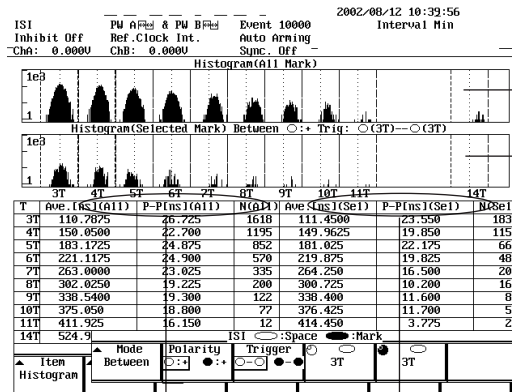 2002/08/12 10:39:56
ISI PW A & PW B Event 10000 Interval Min
Inhibit Off Ref.Clock Int. Auto Arming
ChA: 0.000V ChB: 0.000V Sync. Off
Histogram(All Mark)
1e3
1
Histogram(Selected Mark) Between ○:+ Trig: ○(3T)--○(3T)
1e3
1
3T 4T 5T 6T 7T 8T 9T 10T 11T 14T
T Ave.[ns](All) P-P[ns](All) N(All) Ave.[ns](Sel) P-P[ns](Sel) N(Sel
3T 110.7875 26.725 1618 111.4500 23.550 183
4T 150.0500 22.700 1195 149.9625 19.850 115
5T 183.1725 24.875 852 181.025 22.175 66
6T 221.1175 24.900 570 219.875 19.825 48
7T 263.0000 23.025 335 264.250 16.500 20
8T 302.0250 19.225 200 300.725 10.200 16
9T 338.5400 19.300 122 338.400 11.600 8
10T 375.050 18.800 77 376.425 11.700 5
11T 411.925 16.150 12 414.450 3.775 2
14T 524.9
ISI ○:Space ●:Mark
Mode Polarity Trigger
Between ○:+ ●:+ ○-○ ●-● 3T 3T
Item
Histogram